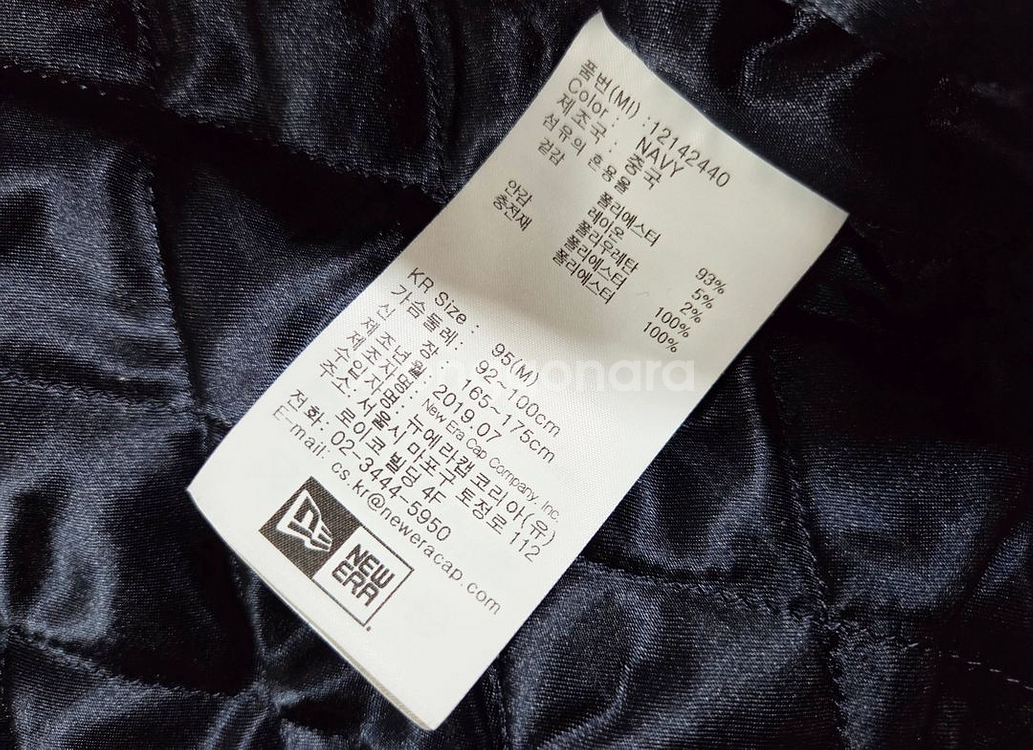 품번(MI) : 12142440
Color : NAVY
제조국 : 중국
섬유의 혼용율
겉감 폴리에스터 93%
레이온 5%
폴리우레탄 2%
안감 폴리에스터 100%
충전재 폴리에스터 100%
KR Size : 95(M)
가슴둘레 : 92~100cm
신 장 : 165~175cm
제조년월 : 2019.07
제조자명 : New Era Cap Company, Inc.
수입자명 : 뉴에라캡 코리아(유)
주소: 서울시 마포구 토정로 112
로이코 빌딩 4F
전화: 02-3444-5950
E-mail: cs.kr@neweracap.com
NEW
ERA